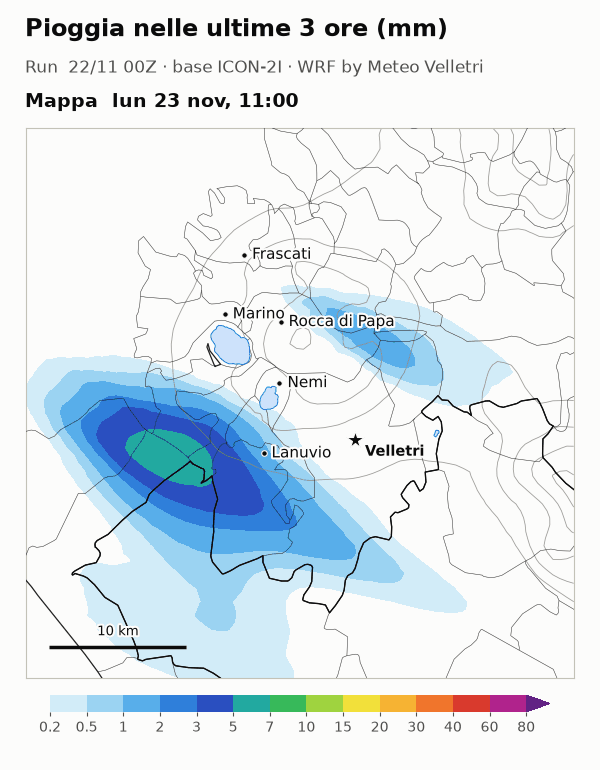 Pioggia nelle ultime 3 ore (mm)
Run  22/11 00Z · base ICON-2I · WRF by Meteo Velletri
Mappa  lun 23 nov, 11:00
Frascati
Marino
Rocca di Papa
Nemi
Velletri
Lanuvio
10 km
0.2 0.5 1 2 3 5 7 10 15 20 30 40 60 80